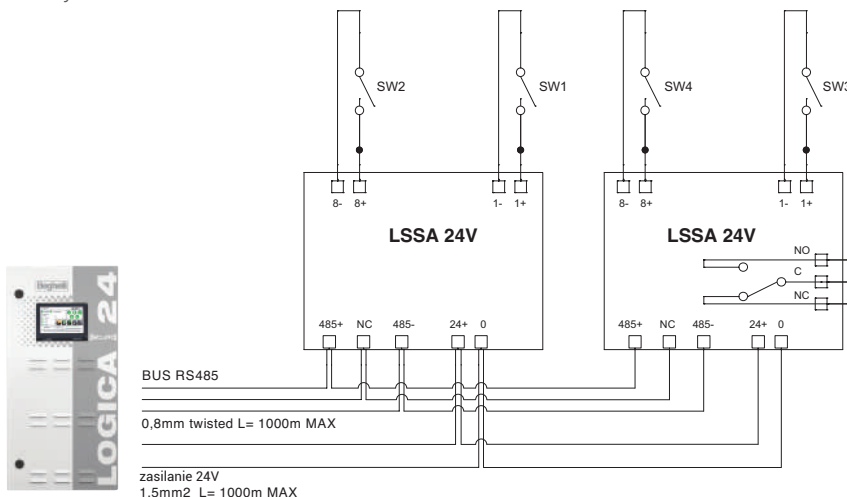 SW2
SW1
SW4
SW3
8- 8+ 1- 1+
8- 8+ 1- 1+
LSSA 24V
LSSA 24V
NO
C
NC
485+ NC 485- 24+ 0
485+ NC 485- 24+ 0
Beghelli
LOGICA 24
BUS RS485
0,8mm twisted L= 1000m MAX
zasilanie 24V
1.5mm2 L= 1000m MAX